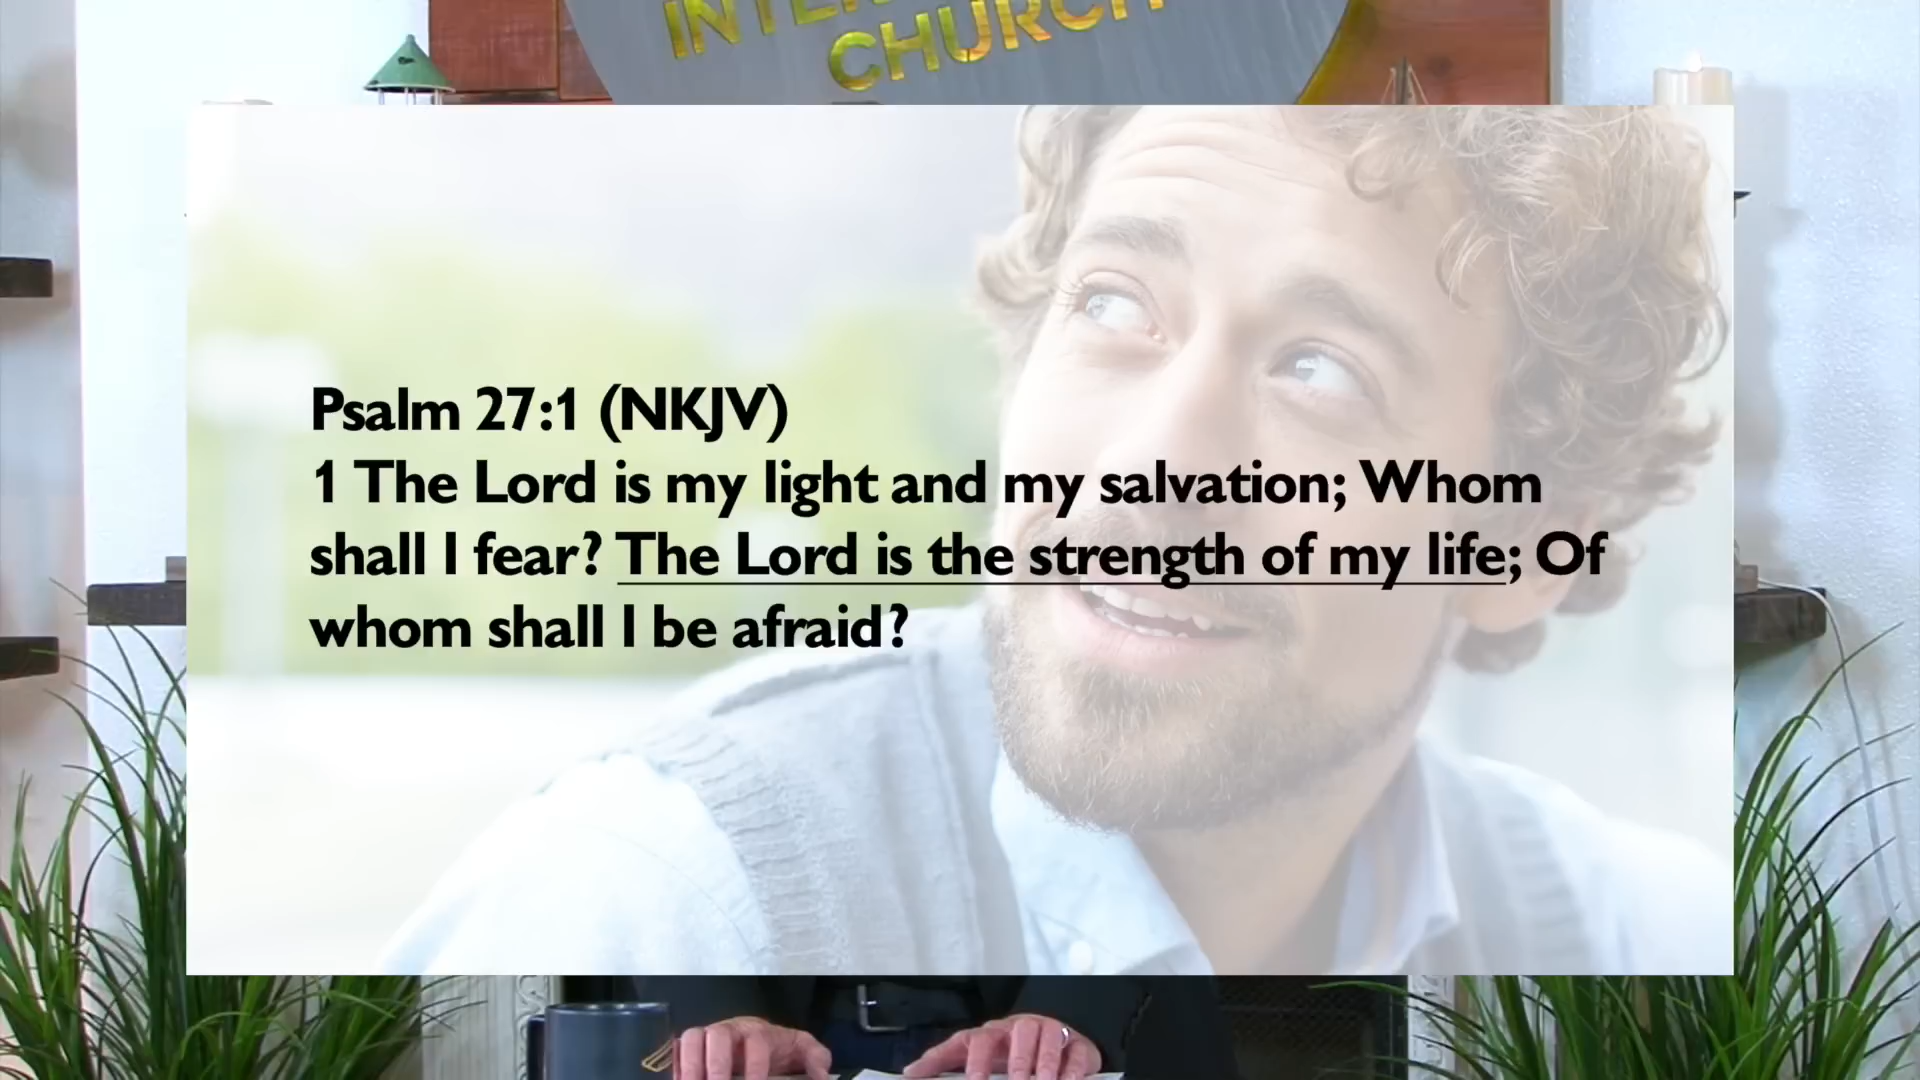 CHURCH
Psalm 27:1 (NKJV)
1 The Lord is my light and my salvation; Whom
shall I fear? The Lord is the strength of my life; Of
whom shall I be afraid?